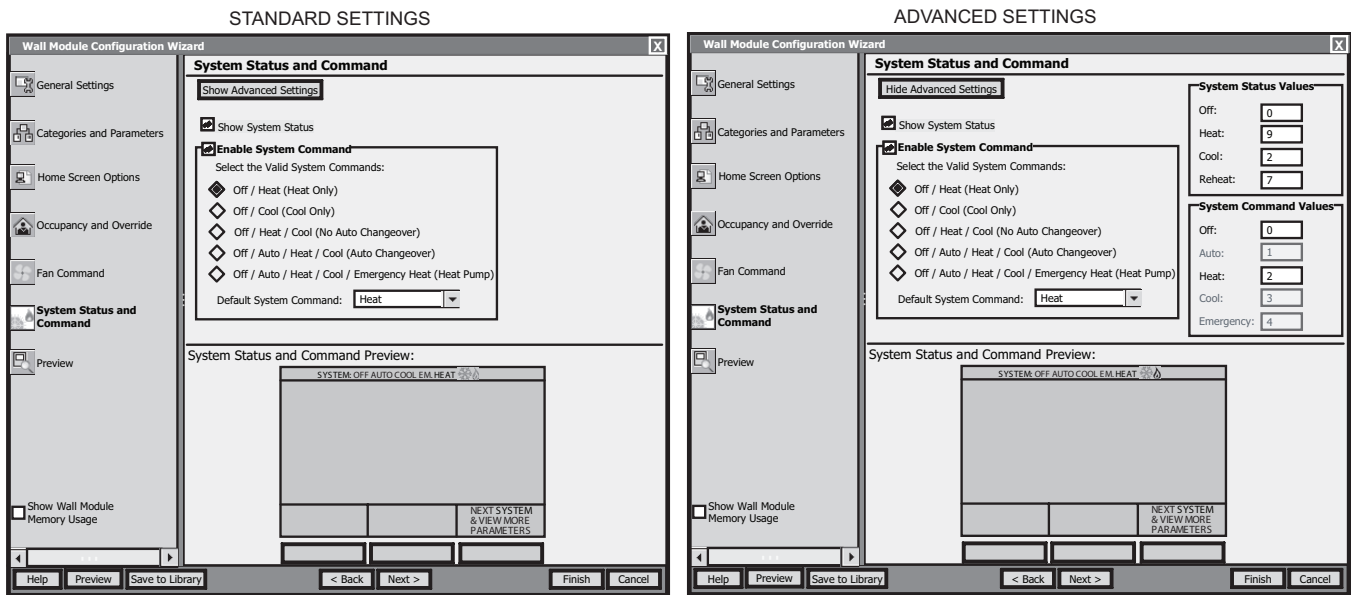 STANDARD SETTINGS
Wall Module Configuration Wizard
X
General Settings
Categories and Parameters
Home Screen Options
Occupancy and Override
Fan Command
System Status and
Command
Preview
Show Wall Module
Memory Usage
System Status and Command
Show Advanced Settings
Show System Status
Enable System Command
Select the Valid System Commands:
Off / Heat (Heat Only)
Off / Cool (Cool Only)
Off / Heat / Cool (No Auto Changeover)
Off / Auto / Heat / Cool (Auto Changeover)
Off / Auto / Heat / Cool / Emergency Heat (Heat Pump)
Default System Command: Heat
System Status and Command Preview:
SYSTEM: OFF AUTO COOL EM. HEAT
NEXT SYSTEM
& VIEW MORE
PARAMETERS
Help Preview Save to Library < Back Next > Finish Cancel
ADVANCED SETTINGS
Wall Module Configuration Wizard
X
General Settings
Categories and Parameters
Home Screen Options
Occupancy and Override
Fan Command
System Status and
Command
Preview
Show Wall Module
Memory Usage
System Status and Command
Hide Advanced Settings
Show System Status
Enable System Command
Select the Valid System Commands:
Off / Heat (Heat Only)
Off / Cool (Cool Only)
Off / Heat / Cool (No Auto Changeover)
Off / Auto / Heat / Cool (Auto Changeover)
Off / Auto / Heat / Cool / Emergency Heat (Heat Pump)
Default System Command: Heat
System Status Values
Off: 0
Heat: 9
Cool: 2
Reheat: 7
System Command Values
Off: 0
Auto: 1
Heat: 2
Cool: 3
Emergency: 4
System Status and Command Preview:
SYSTEM: OFF AUTO COOL EM. HEAT
NEXT SYSTEM
& VIEW MORE
PARAMETERS
Help Preview Save to Library < Back Next > Finish Cancel